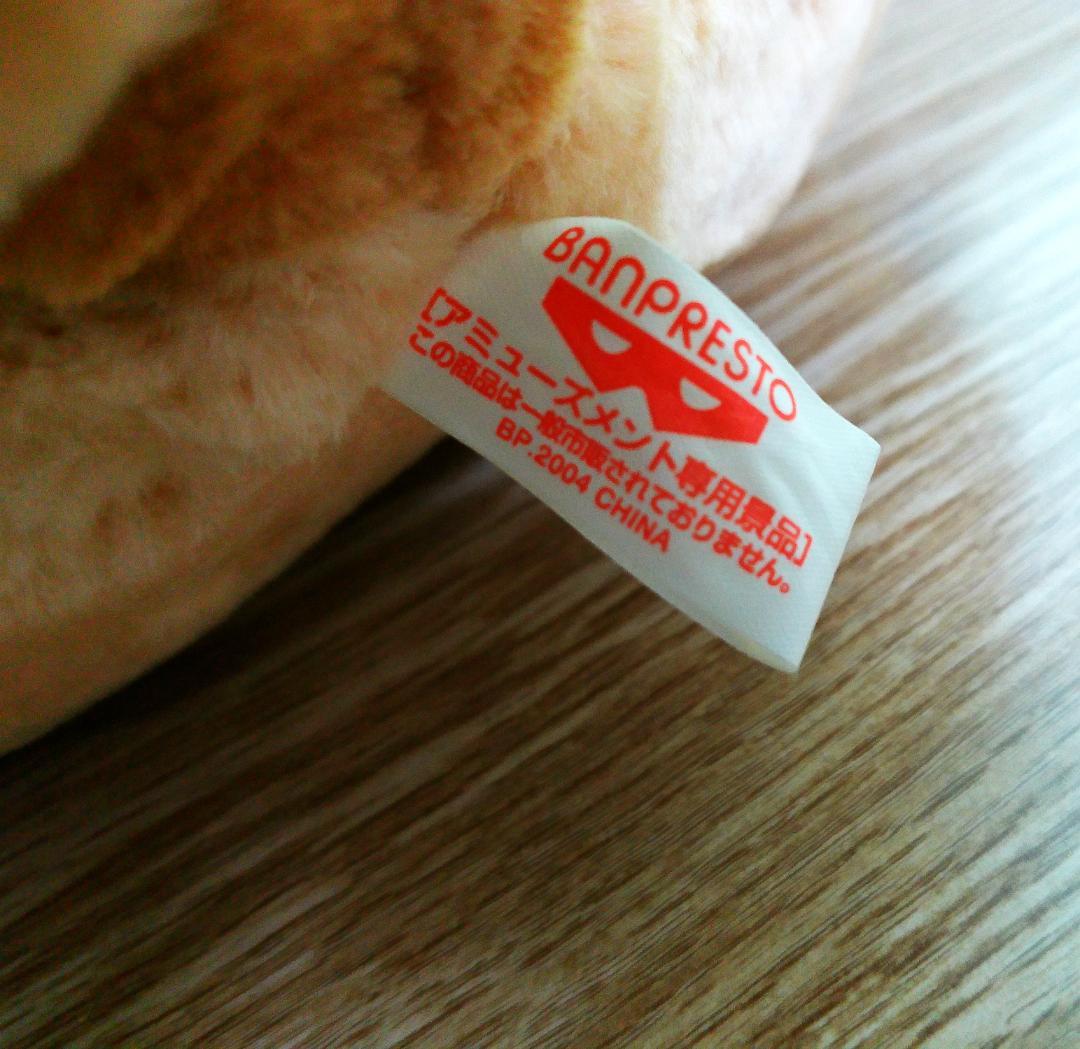 BANPRESTO
[アミューズメント専用景品]
この商品は一般市販されておりません。
BP.2004 CHINA